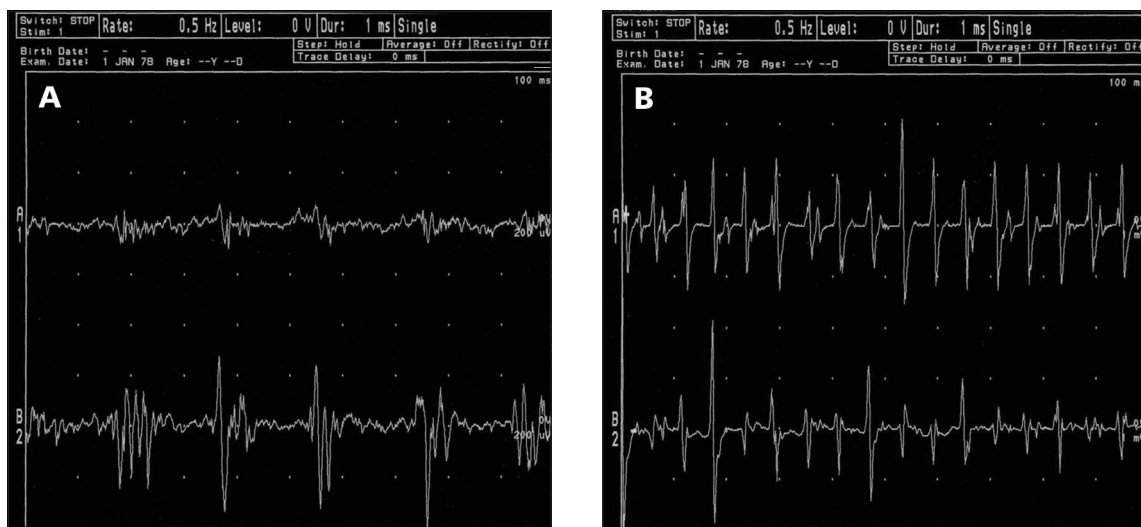 Switch: STOP Rate: 0.5 Hz Level: 0 V Dur: 1 ms Single
Stim: 1
Step: Hold Average: Off Rectify: Off
Birth Date: - - -
Trace Delay: 0 ms
Exam. Date: 1 JAN 78 Age: --Y --D
100 ms
A
A
1
200 uV
B
2
200 uV
Switch: STOP Rate: 0.5 Hz Level: 0 V Dur: 1 ms Single
Stim: 1
Step: Hold Average: Off Rectify: Off
Birth Date: - - -
Trace Delay: 0 ms
Exam. Date: 1 JAN 78 Age: --Y --D
100 ms
B
A
1
B
2